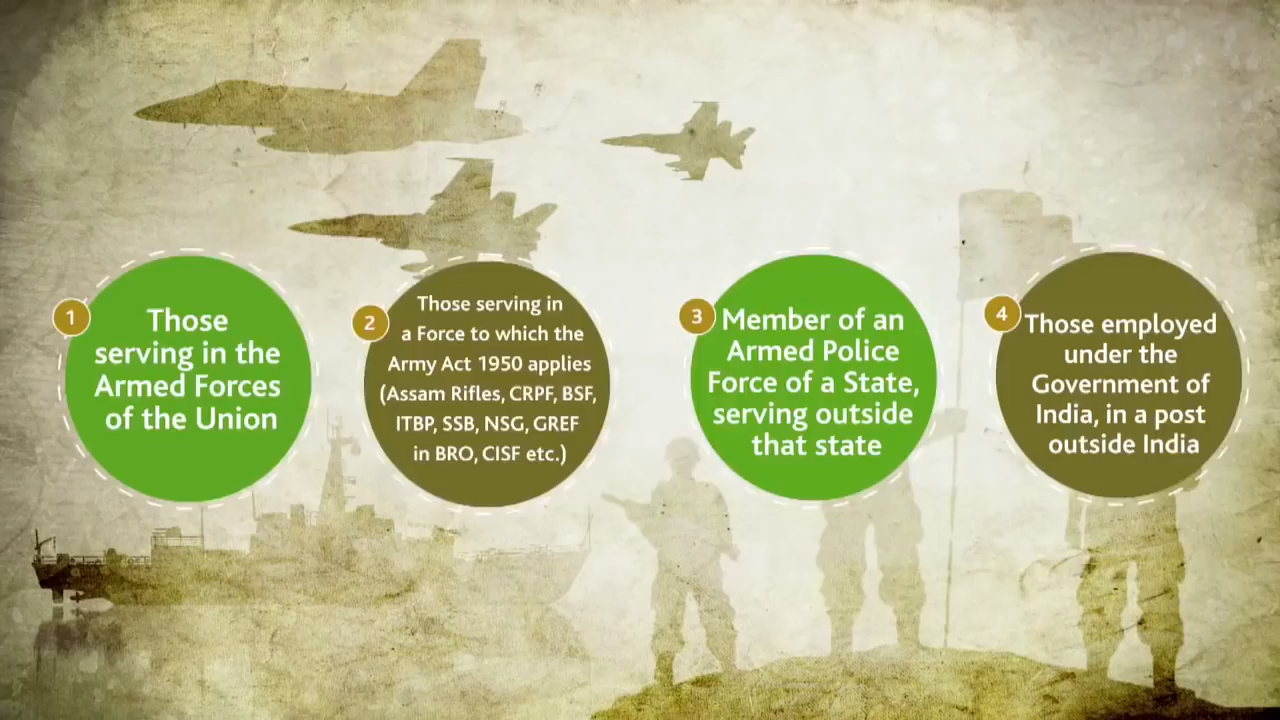 1
Those
serving in the
Armed Forces
of the Union
2
Those serving in
a Force to which the
Army Act 1950 applies
(Assam Rifles, CRPF, BSF,
ITBP, SSB, NSG, GREF
in BRO, CISF etc.)
3
Member of an
Armed Police
Force of a State,
serving outside
that state
4
Those employed
under the
Government of
India, in a post
outside India